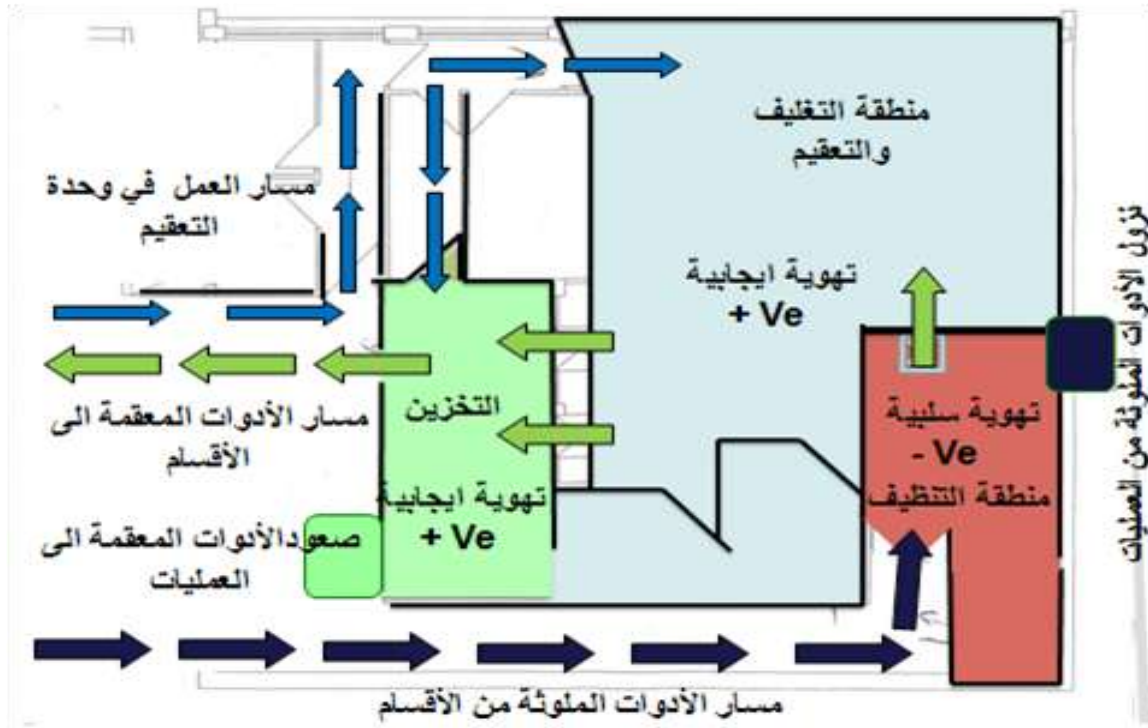 منطقة التغليف
والتعقيم
مسار العمل في وحدة
التعقيم
تهوية ايجابية
+ Ve
نزول الأدوات الملوثة من العمليات
التخزين
تهوية سلبية
- Ve
منطقة التنظيف
مسار الأدوات المعقمة الى
الأقسام
تهوية ايجابية
+ Ve
صعودالأدوات المعقمة الى
العمليات
مسار الأدوات الملوثة من الأقسام